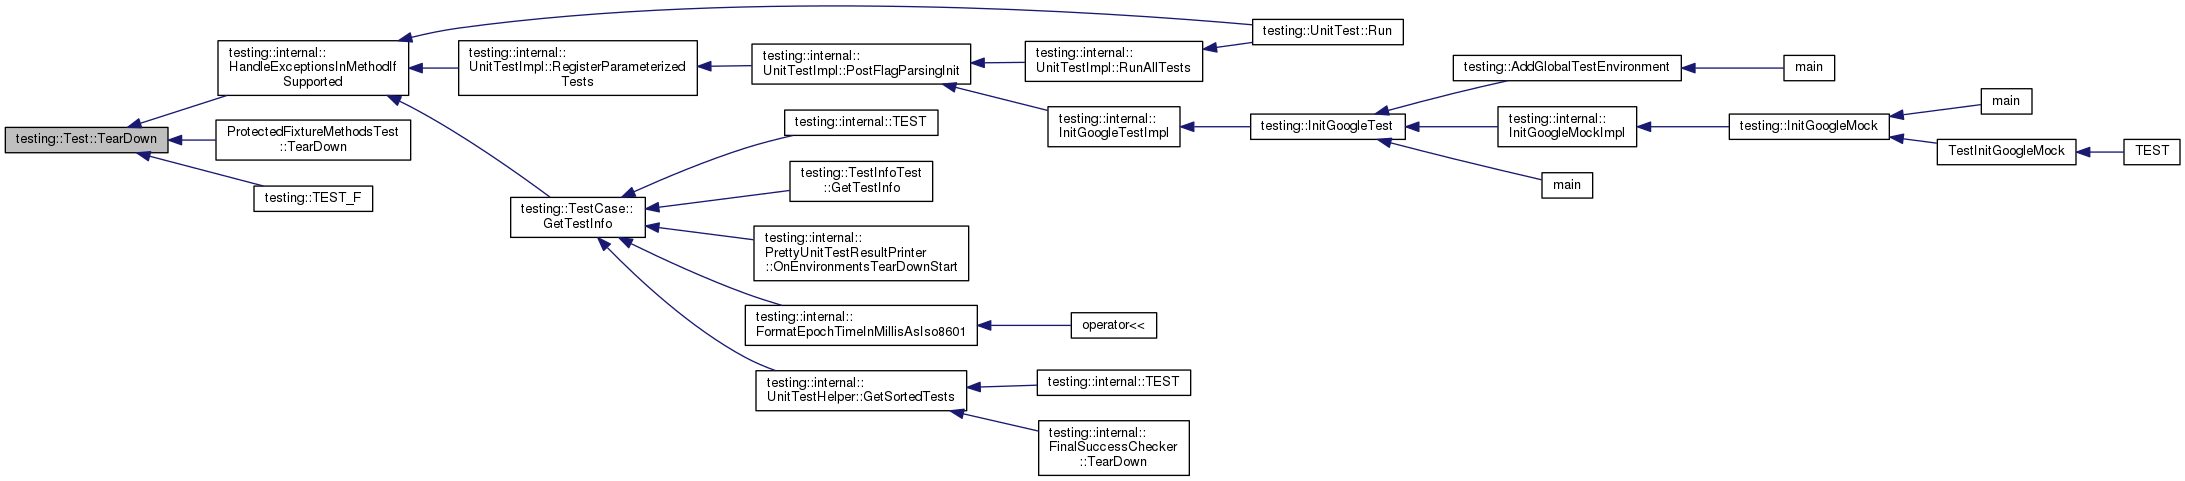 testing::Test::TearDown
testing::internal::
HandleExceptionsInMethodIf
Supported
ProtectedFixtureMethodsTest
::TearDown
testing::TEST_F
testing::internal::
UnitTestImpl::RegisterParameterized
Tests
testing::TestCase::
GetTestInfo
testing::internal::
UnitTestImpl::PostFlagParsingInit
testing::internal::TEST
testing::TestInfoTest
::GetTestInfo
testing::internal::
PrettyUnitTestResultPrinter
::OnEnvironmentsTearDownStart
testing::internal::
FormatEpochTimeInMillisAsIso8601
testing::internal::
UnitTestHelper::GetSortedTests
testing::internal::
UnitTestImpl::RunAllTests
testing::internal::
InitGoogleTestImpl
operator<<
testing::internal::TEST
testing::internal::
FinalSuccessChecker
::TearDown
testing::UnitTest::Run
testing::InitGoogleTest
testing::AddGlobalTestEnvironment
testing::internal::
InitGoogleMockImpl
main
main
testing::InitGoogleMock
main
TestInitGoogleMock
TEST